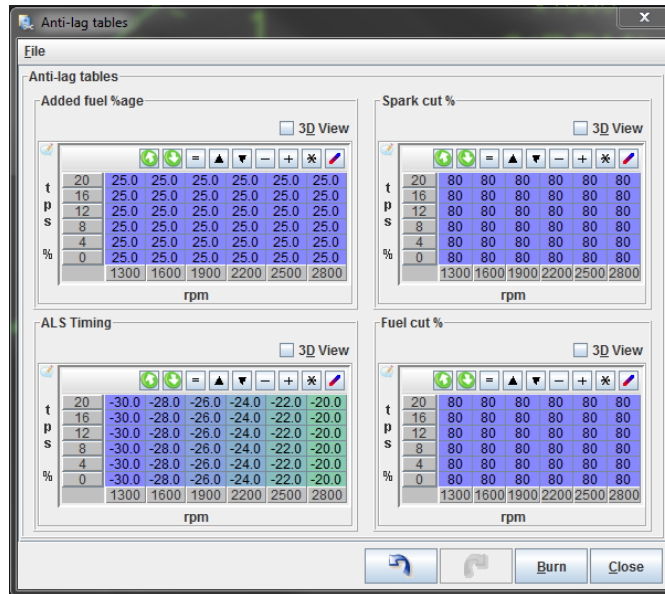 Anti-lag tables
x
File
Anti-lag tables
Added fuel %age
3D View
= − + *
20 25.0 25.0 25.0 25.0 25.0 25.0
16 25.0 25.0 25.0 25.0 25.0 25.0
12 25.0 25.0 25.0 25.0 25.0 25.0
8 25.0 25.0 25.0 25.0 25.0 25.0
4 25.0 25.0 25.0 25.0 25.0 25.0
0 25.0 25.0 25.0 25.0 25.0 25.0
1300 1600 1900 2200 2500 2800
tps %
rpm
Spark cut %
3D View
= − + *
20 80 80 80 80 80 80
16 80 80 80 80 80 80
12 80 80 80 80 80 80
8 80 80 80 80 80 80
4 80 80 80 80 80 80
0 80 80 80 80 80 80
1300 1600 1900 2200 2500 2800
tps %
rpm
ALS Timing
3D View
= − + *
20 -30.0 -28.0 -26.0 -24.0 -22.0 -20.0
16 -30.0 -28.0 -26.0 -24.0 -22.0 -20.0
12 -30.0 -28.0 -26.0 -24.0 -22.0 -20.0
8 -30.0 -28.0 -26.0 -24.0 -22.0 -20.0
4 -30.0 -28.0 -26.0 -24.0 -22.0 -20.0
0 -30.0 -28.0 -26.0 -24.0 -22.0 -20.0
1300 1600 1900 2200 2500 2800
tps %
rpm
Fuel cut %
3D View
= − + *
20 80 80 80 80 80 80
16 80 80 80 80 80 80
12 80 80 80 80 80 80
8 80 80 80 80 80 80
4 80 80 80 80 80 80
0 80 80 80 80 80 80
1300 1600 1900 2200 2500 2800
tps %
rpm
Burn
Close